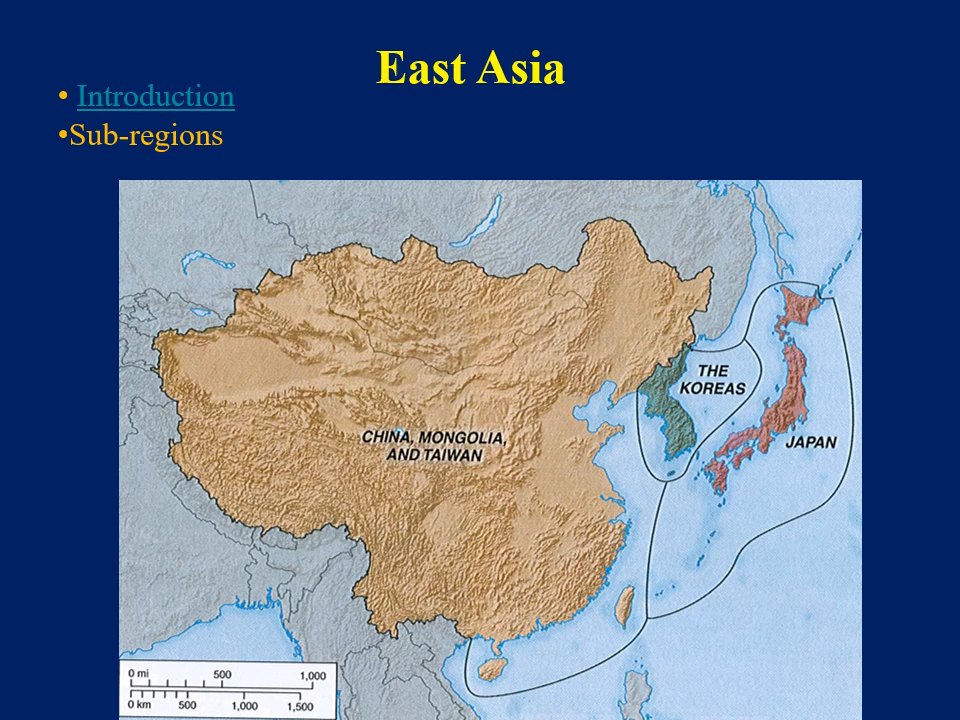 East Asia
• Introduction
•Sub-regions
THE
KOREAS
CHINA, MONGOLIA,
AND TAIWAN
JAPAN
0 mi 500 1,000
0 km 500 1,000 1,500